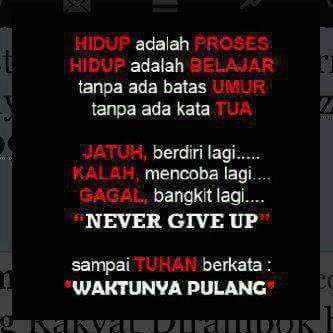 HIDUP adalah PROSES
HIDUP adalah BELAJAR
tanpa ada batas UMUR
tanpa ada kata TUA
JATUH, berdiri lagi.....
KALAH, mencoba lagi....
GAGAL, bangkit lagi....
"NEVER GIVE UP"
sampai TUHAN berkata :
"WAKTUNYA PULANG"